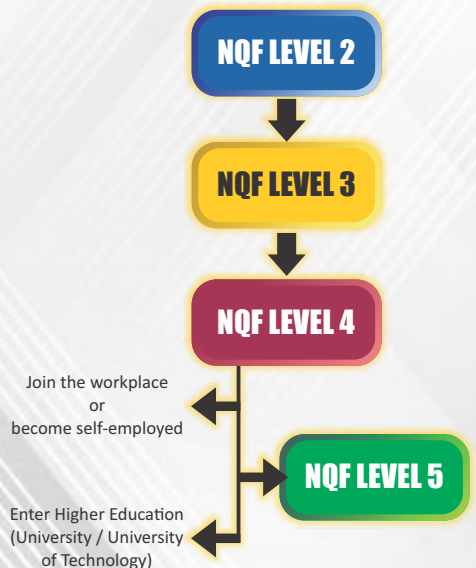 NQF LEVEL 2
NQF LEVEL 3
NQF LEVEL 4
Join the workplace
or
become self-employed
NQF LEVEL 5
Enter Higher Education
(University / University
of Technology)